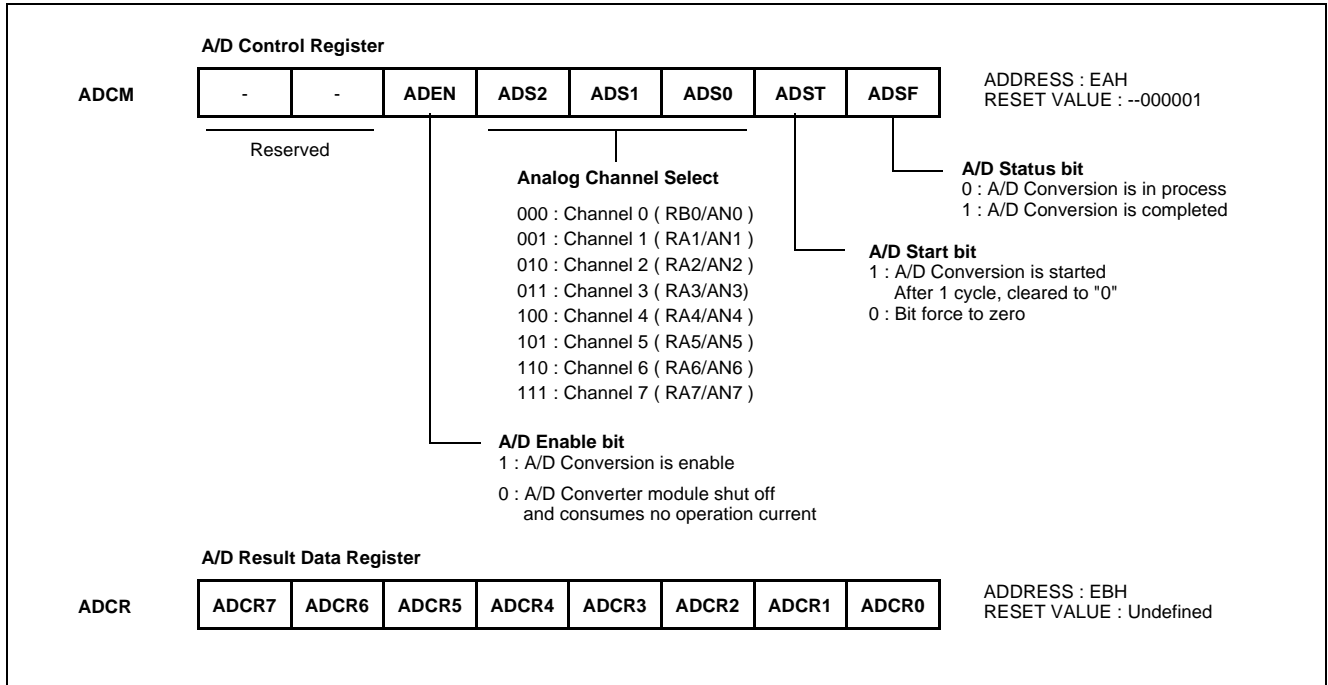 A/D Control Register
ADCM - - ADEN ADS2 ADS1 ADS0 ADST ADSF ADDRESS : EAH
RESET VALUE : --000001
Reserved
Analog Channel Select
000 : Channel 0 ( RB0/AN0 )
001 : Channel 1 ( RA1/AN1 )
010 : Channel 2 ( RA2/AN2 )
011 : Channel 3 ( RA3/AN3)
100 : Channel 4 ( RA4/AN4 )
101 : Channel 5 ( RA5/AN5 )
110 : Channel 6 ( RA6/AN6 )
111 : Channel 7 ( RA7/AN7 )
A/D Status bit
0 : A/D Conversion is in process
1 : A/D Conversion is completed
A/D Start bit
1 : A/D Conversion is started
After 1 cycle, cleared to "0"
0 : Bit force to zero
A/D Enable bit
1 : A/D Conversion is enable
0 : A/D Converter module shut off
and consumes no operation current
A/D Result Data Register
ADCR ADCR7 ADCR6 ADCR5 ADCR4 ADCR3 ADCR2 ADCR1 ADCR0 ADDRESS : EBH
RESET VALUE : Undefined